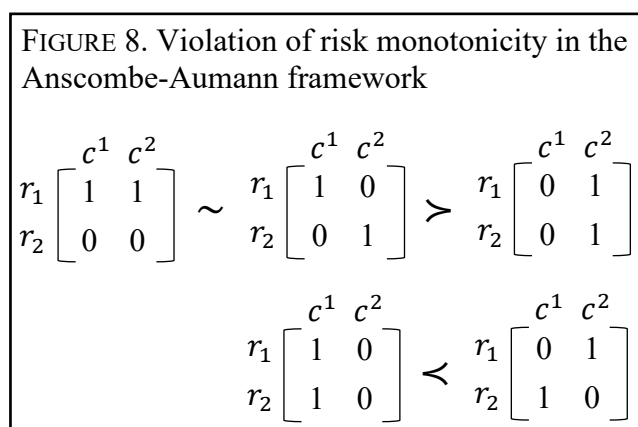 FIGURE 8. Violation of risk monotonicity in the
Anscombe-Aumann framework
c¹ c² c¹ c² c¹ c²
r₁ [1 1] ~ r₁ [1 0] ≻ r₁ [0 1]
r₂ [0 0] r₂ [0 1] r₂ [0 1]
c¹ c² c¹ c²
r₁ [1 0] ≺ r₁ [0 1]
r₂ [1 0] r₂ [1 0]